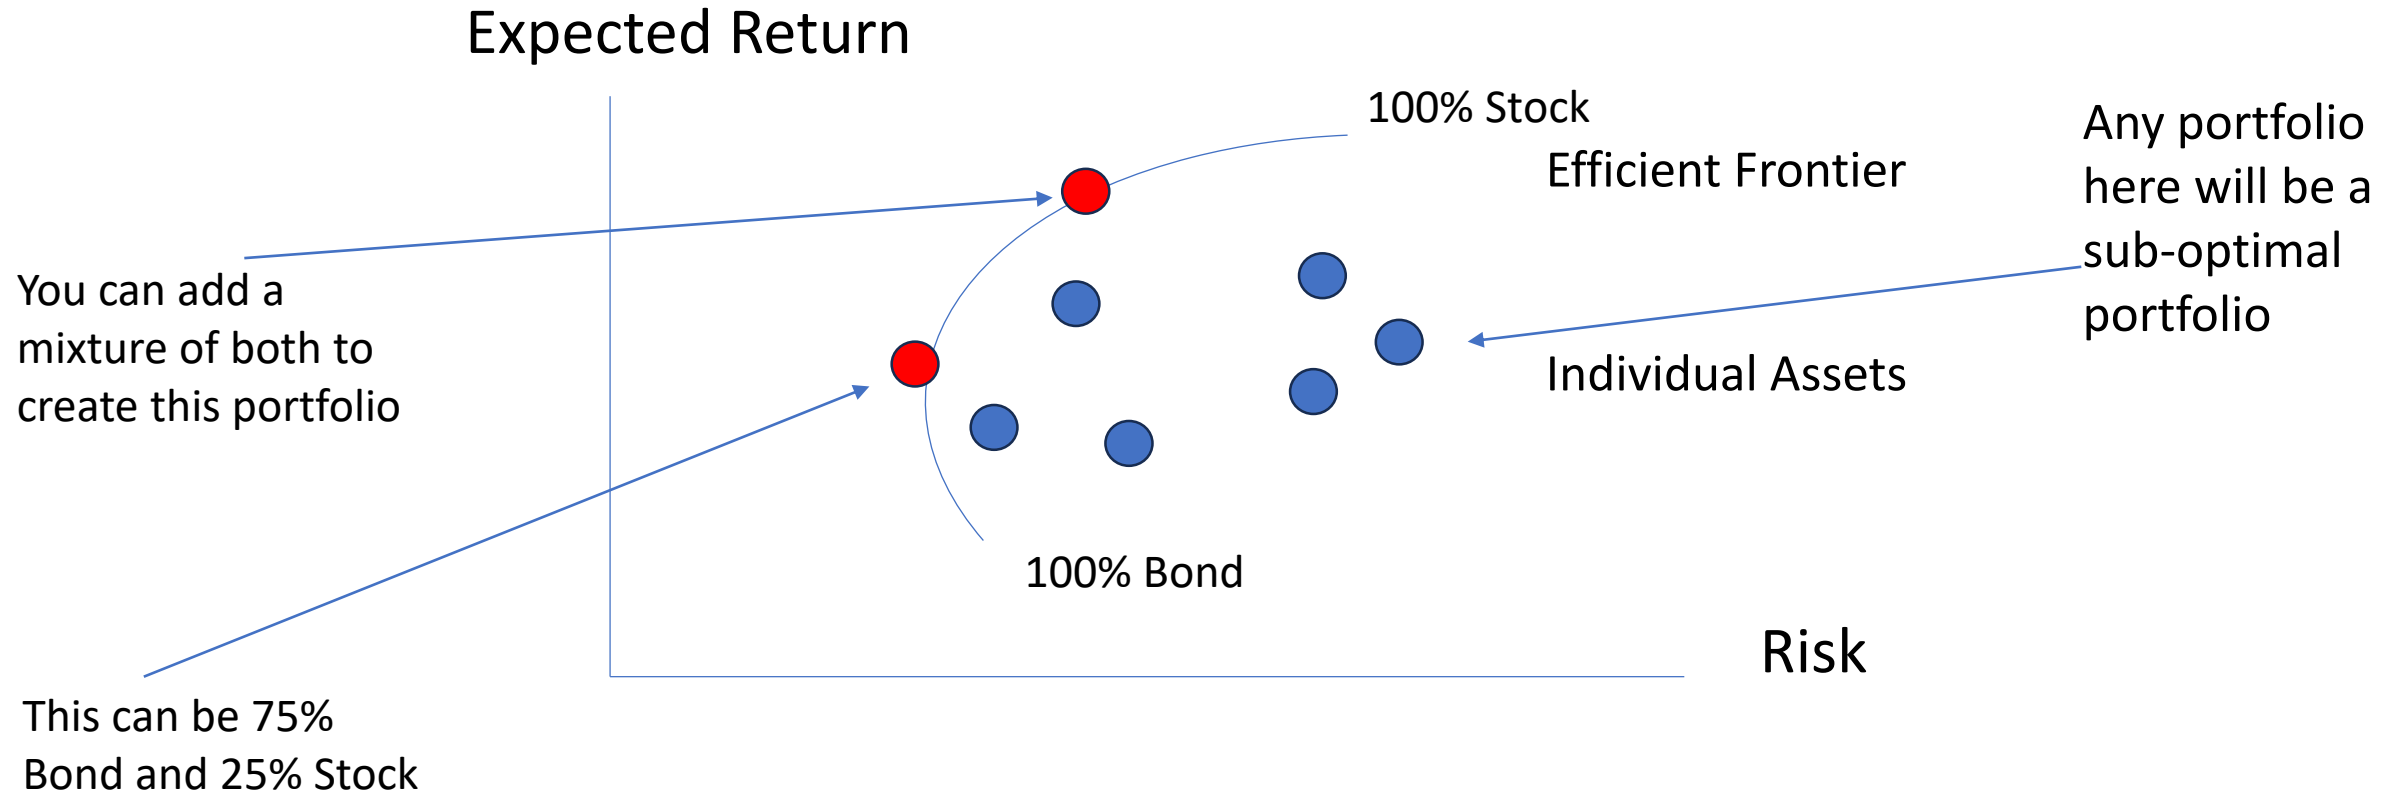 Expected Return
100% Stock
Efficient Frontier
Any portfolio
here will be a
sub-optimal
portfolio
You can add a
mixture of both to
create this portfolio
Individual Assets
100% Bond
Risk
This can be 75%
Bond and 25% Stock